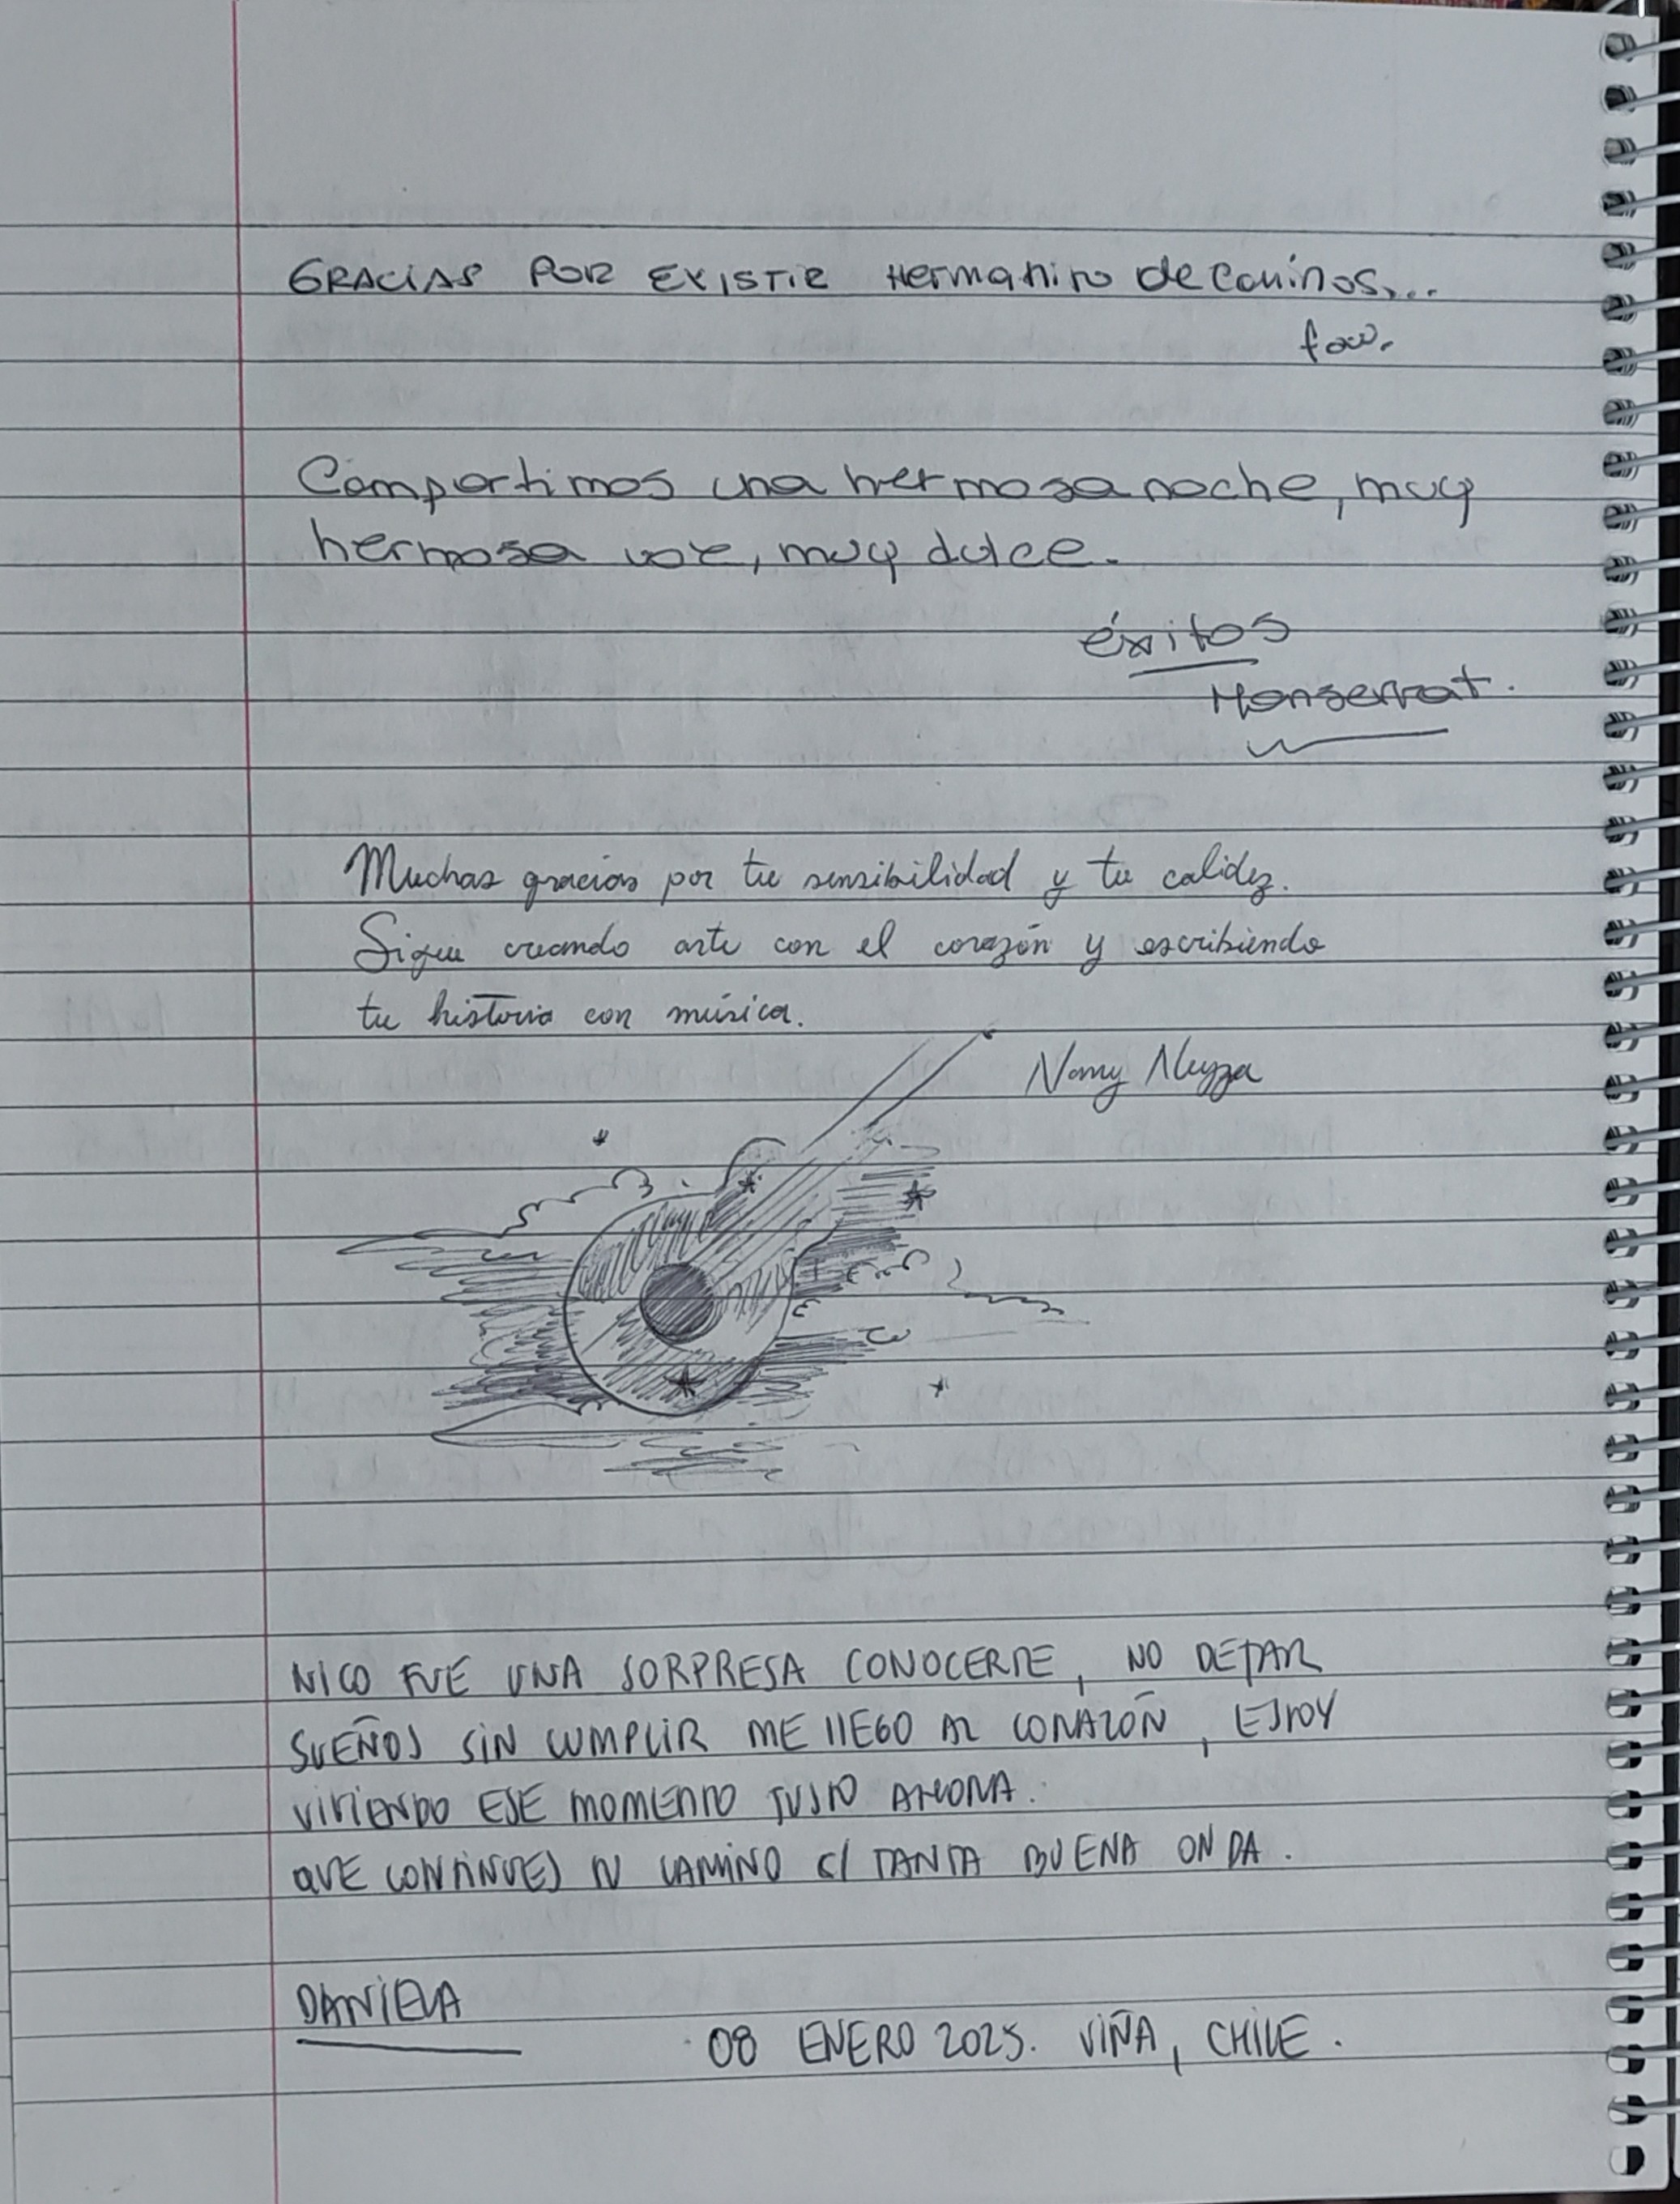 GRACIAS POR EXISTIR HERMANITO de Caminos...
fav.
Compartimos una hermosa noche, muy
hermosa voz, muy dulce.
éxitos
Monserrat.
Muchas gracias por tu sensibilidad y tu calidez.
Sigue creando arte con el corazón y escribiendo
tu historia con música.
Nany
NICO FUE UNA SORPRESA CONOCERTE, NO DEJAR
SUEÑOS SIN CUMPLIR ME LLEGO AL CORAZÓN, ESTOY
VIVIENDO ESE MOMENTO JUSTO AHORA.
QUE CONTINUES TU CAMINO C/ TANTA BUENA ONDA.
DANIELA
08 ENERO 2025. VIÑA, CHILE.